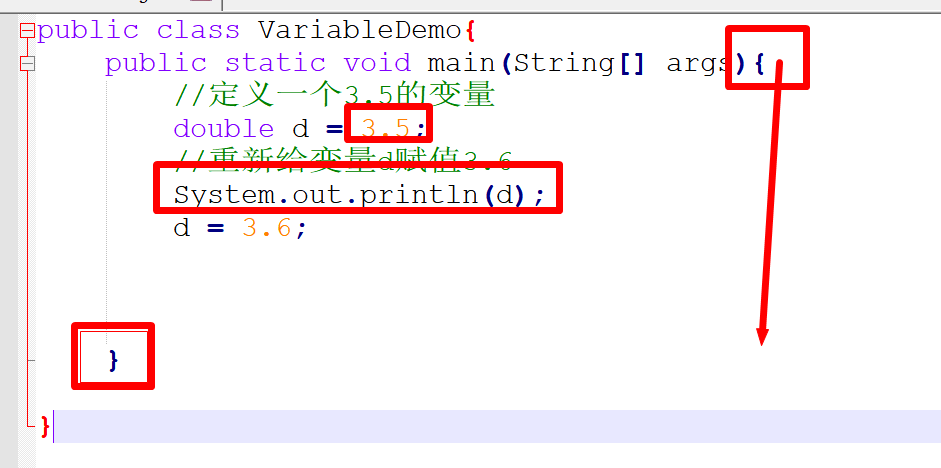 public class VariableDemo{
public static void main(String[] args){
//定义一个3.5的变量
double d = 3.5;
//重新给变量d赋值3.6
System.out.println(d);
d = 3.6;
}
}